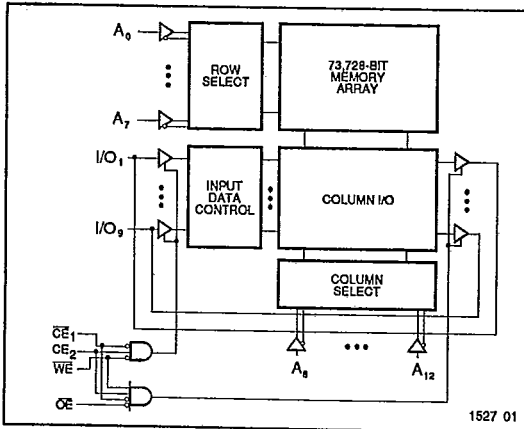 A0
ROW
SELECT
73,728-BIT
MEMORY
ARRAY
A7
I/O1
INPUT
DATA
CONTROL
COLUMN I/O
I/O9
COLUMN
SELECT
CE1
CE2
WE
OE
A8
A12
1527 01